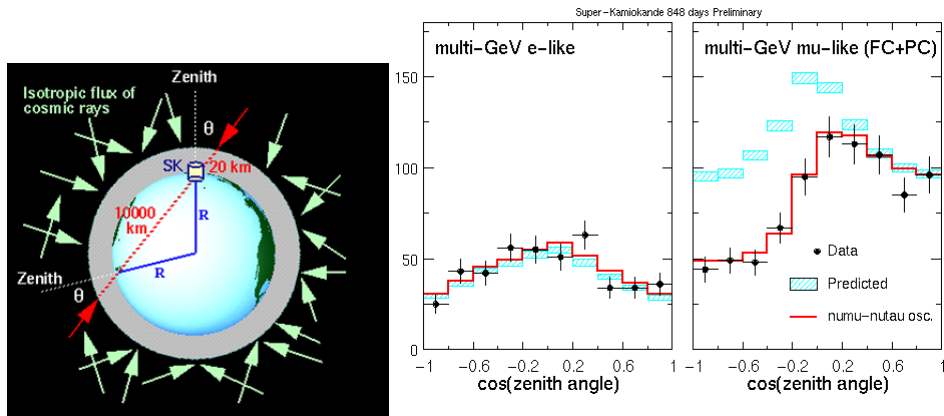 Super-Kamiokande 848 days Preliminary
Zenith
Isotropic flux of
cosmic rays
θ
SK
20 km
10000
km
R
R
Zenith
θ
multi-GeV e-like
150
100
50
0
-1
-0.6
-0.2
0.2
0.6
1
cos(zenith angle)
multi-GeV mu-like (FC+PC)
Data
Predicted
numu-nutau osc.
-1
-0.6
-0.2
0.2
0.6
1
cos(zenith angle)